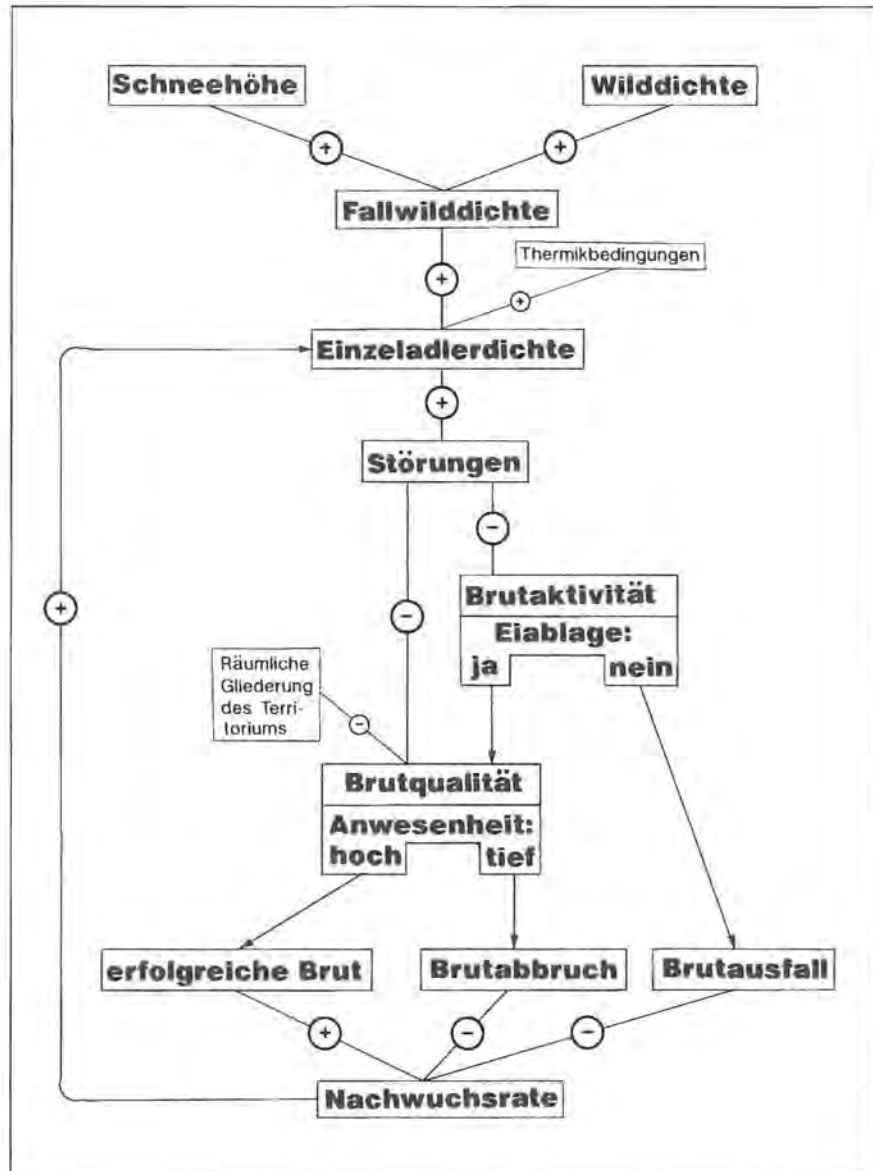 Schneehöhe
Wilddichte
+
+
Fallwilddichte
Thermikbedingungen
+
+
Einzeladlerdichte
+
Störungen
−
Brutaktivität
+
−
Eiablage:
ja nein
Räumliche
Gliederung
des Terri-
toriums
−
Brutqualität
Anwesenheit:
hoch tief
erfolgreiche Brut
Brutabbruch
Brutausfall
+
−
−
Nachwuchsrate